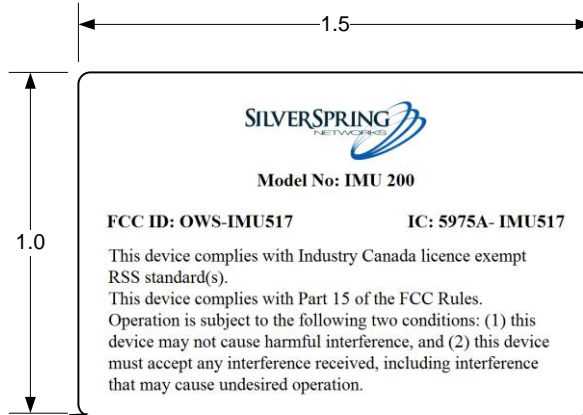 1.5
SILVERSPRING
NETWORKS
Model No: IMU 200
FCC ID: OWS-IMU517 IC: 5975A- IMU517
1.0
This device complies with Industry Canada licence exempt
RSS standard(s).
This device complies with Part 15 of the FCC Rules.
Operation is subject to the following two conditions: (1) this
device may not cause harmful interference, and (2) this device
must accept any interference received, including interference
that may cause undesired operation.